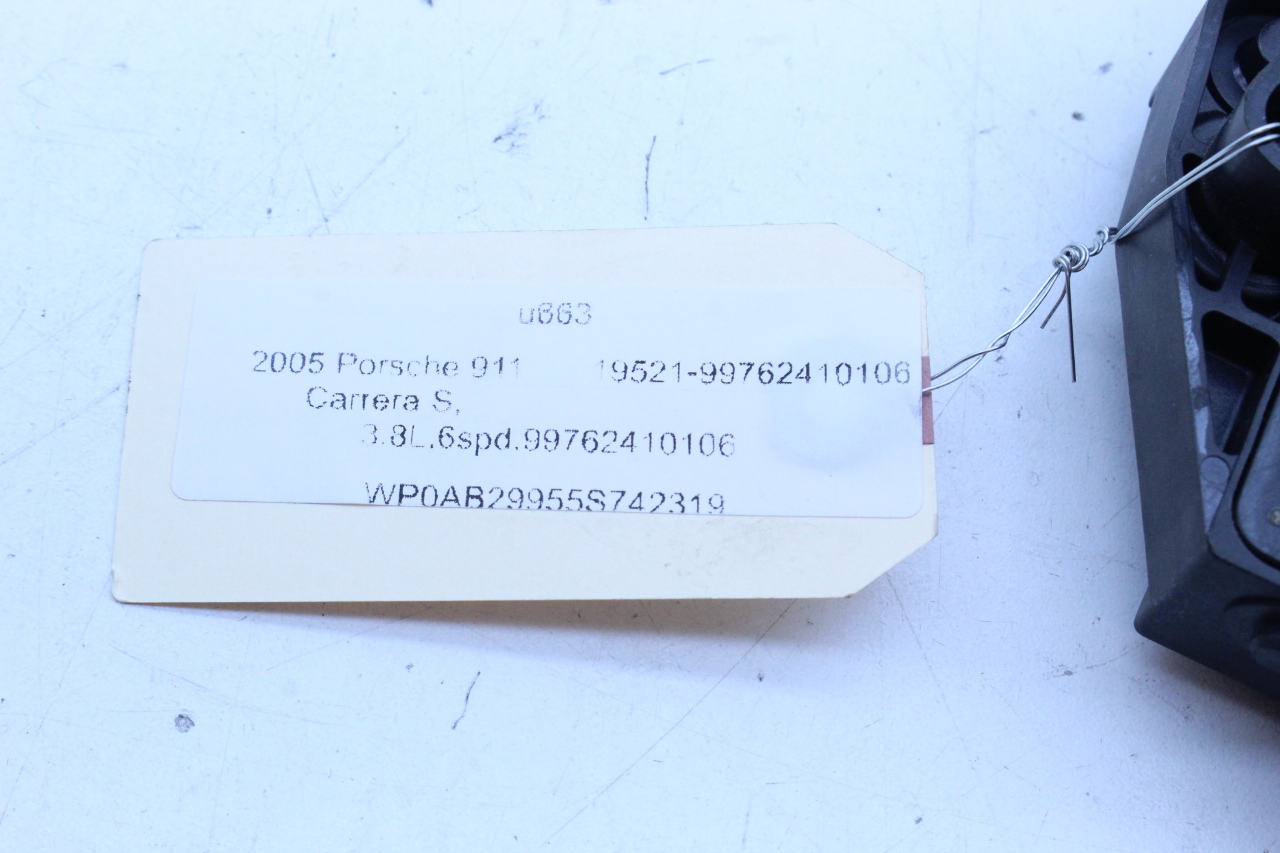 u663
2005 Porsche 911 19521-99762410106
Carrera S,
3.8L.6spd.99762410106
WP0AB29955S742319